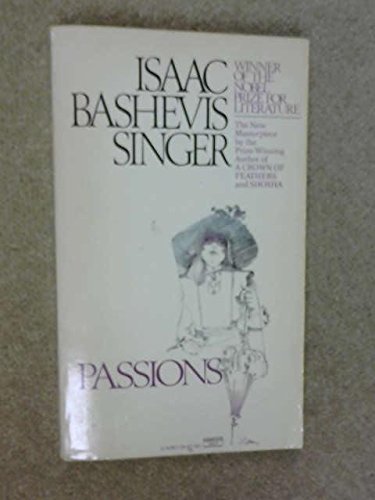 ISAAC
BASHEVIS
SINGER
WINNER
OF THE
NOBEL
PRIZE FOR
LITERATURE
The New
Masterpiece
by the
Prize-Winning
Author of
A CROWN OF
FEATHERS
and SHOSHA
PASSIONS